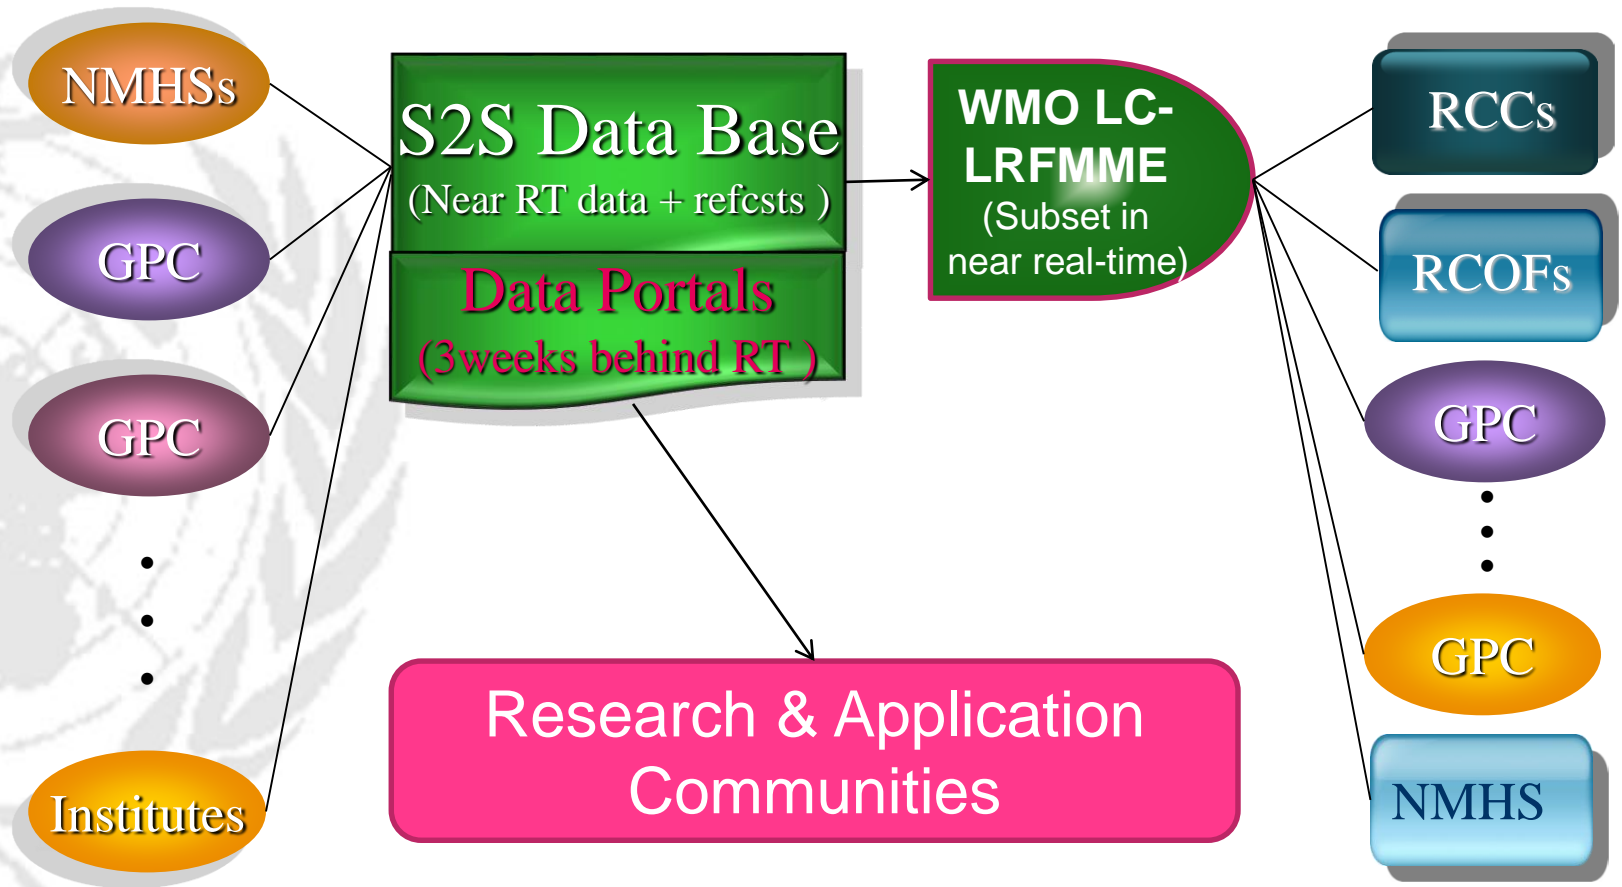 NMHSs
GPC
GPC
Institutes
S2S Data Base
(Near RT data + refcsts )
Data Portals
(3weeks behind RT )
WMO LC-
LRFMME
(Subset in
near real-time)
Research & Application
Communities
RCCs
RCOFs
GPC
GPC
NMHS